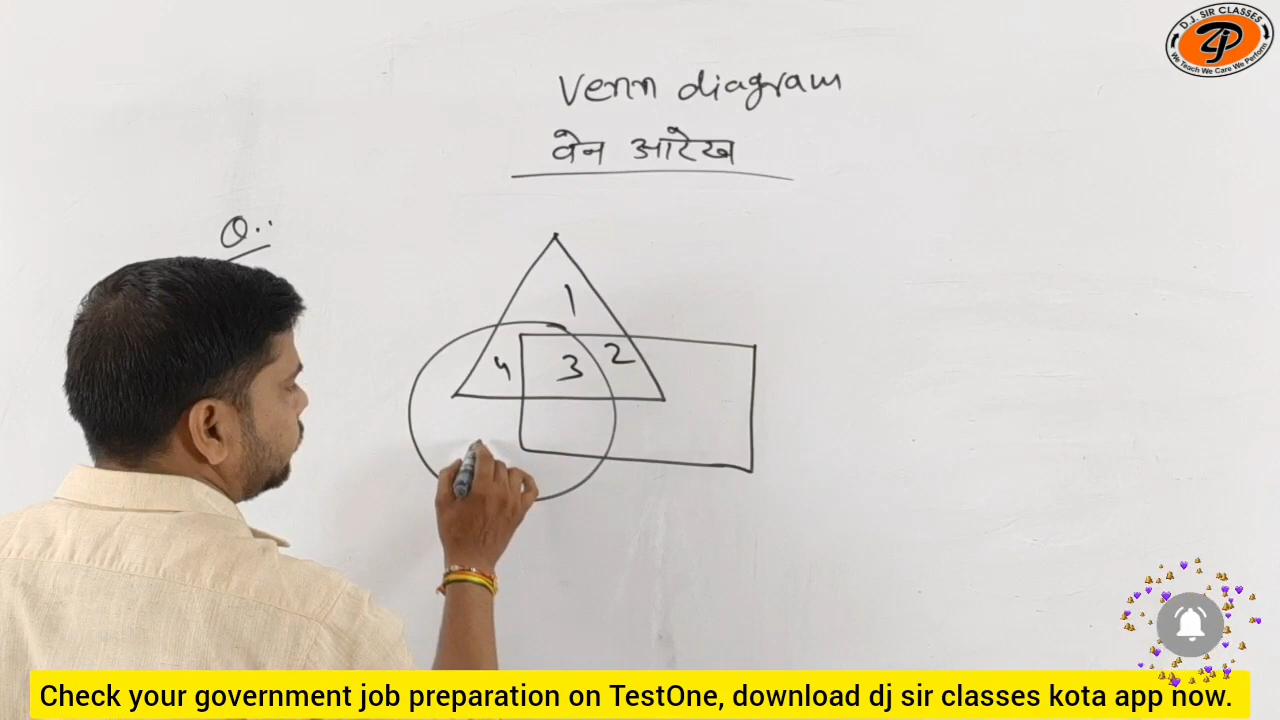 D.J. SIR CLASSES
We Teach We Care We Perform
Venn diagram
वेन आरेख
Q..
1
4 3 2
Check your government job preparation on TestOne, download dj sir classes kota app now.